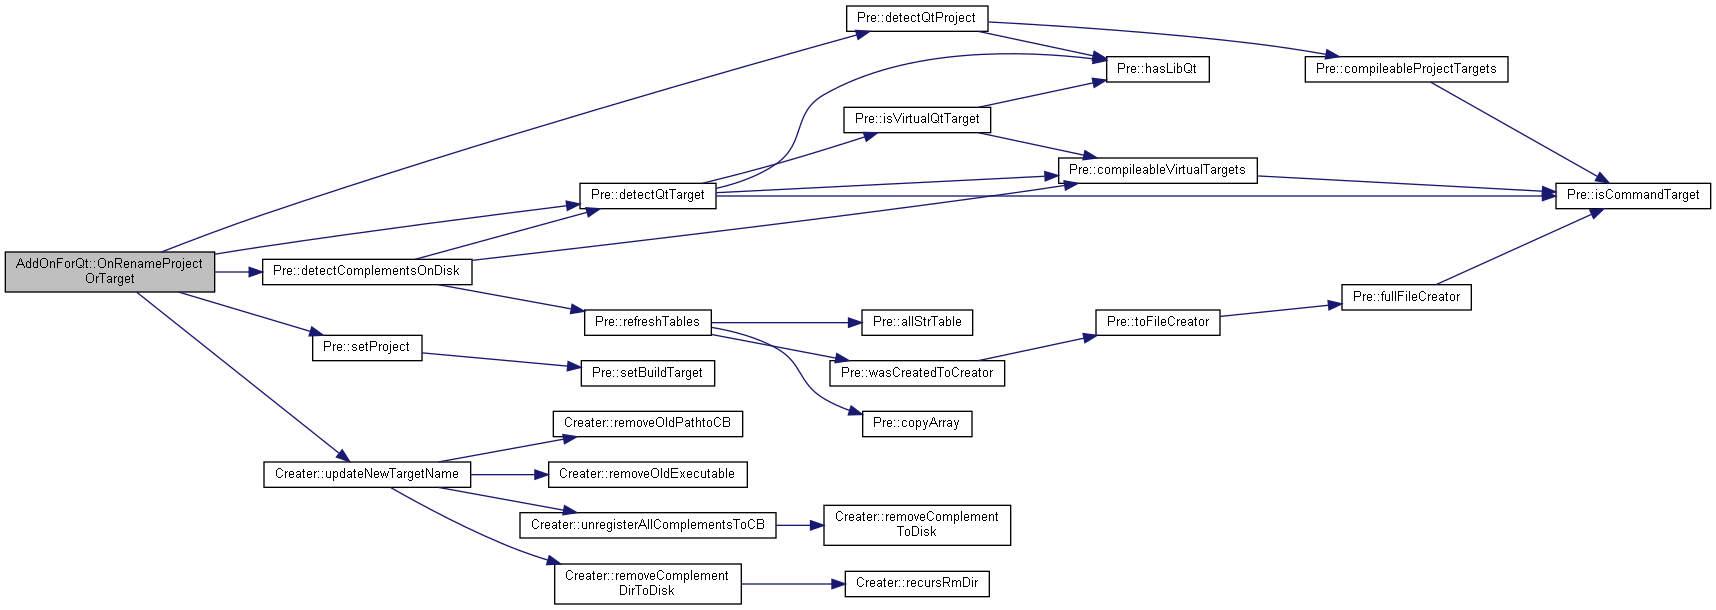 Pre::detectQtProject
Pre::hasLibQt
Pre::compileableProjectTargets
Pre::isVirtualQtTarget
Pre::compileableVirtualTargets
Pre::detectQtTarget
Pre::isCommandTarget
AddOnForQt::OnRenameProject
OrTarget
Pre::detectComplementsOnDisk
Pre::fullFileCreator
Pre::refreshTables
Pre::allStrTable
Pre::toFileCreator
Pre::setProject
Pre::setBuildTarget
Pre::wasCreatedToCreator
Creater::removeOldPathtoCB
Pre::copyArray
Creater::updateNewTargetName
Creater::removeOldExecutable
Creater::unregisterAllComplementsToCB
Creater::removeComplement
ToDisk
Creater::removeComplement
DirToDisk
Creater::recursRmDir